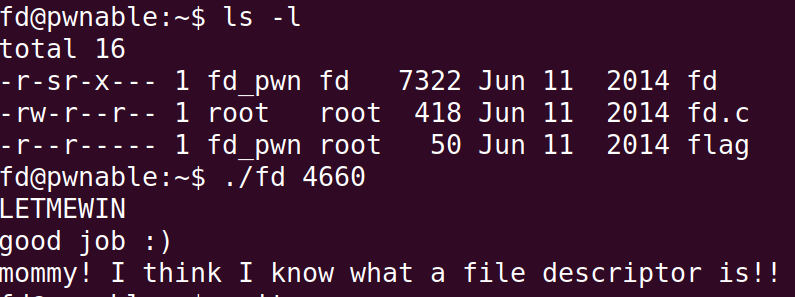 fd@pwnable:~$ ls -l
total 16
-r-sr-x--- 1 fd_pwn fd   7322 Jun 11  2014 fd
-rw-r--r-- 1 root   root  418 Jun 11  2014 fd.c
-r--r----- 1 fd_pwn root   50 Jun 11  2014 flag
fd@pwnable:~$ ./fd 4660
LETMEWIN
good job :)
mommy! I think I know what a file descriptor is!!